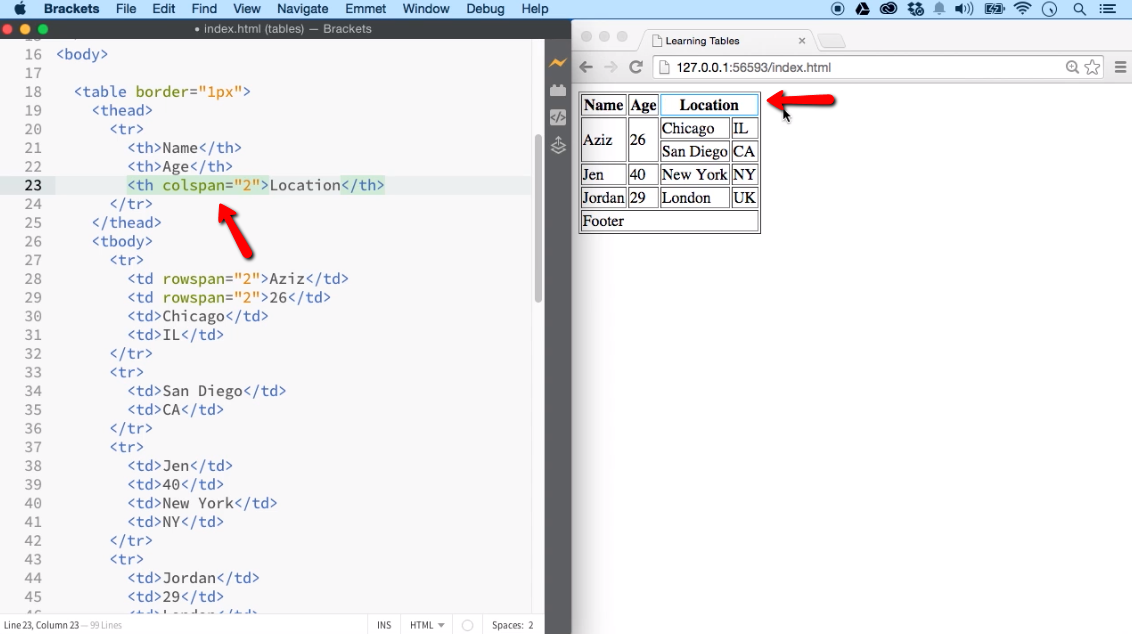 Brackets File Edit Find View Navigate Emmet Window Debug Help
• index.html (tables) — Brackets
16 <body>
17
18 <table border="1px">
19 <thead>
20 <tr>
21 <th>Name</th>
22 <th>Age</th>
23 <th colspan="2">Location</th>
24 </tr>
25 </thead>
26 <tbody>
27 <tr>
28 <td rowspan="2">Aziz</td>
29 <td rowspan="2">26</td>
30 <td>Chicago</td>
31 <td>IL</td>
32 </tr>
33 <tr>
34 <td>San Diego</td>
35 <td>CA</td>
36 </tr>
37 <tr>
38 <td>Jen</td>
39 <td>40</td>
40 <td>New York</td>
41 <td>NY</td>
42 </tr>
43 <tr>
44 <td>Jordan</td>
45 <td>29</td>
Line 23, Column 23 — 99 Lines
INS HTML Spaces: 2
Learning Tables
127.0.0.1:56593/index.html
Name Age Location
Aziz 26 Chicago IL
San Diego CA
Jen 40 New York NY
Jordan 29 London UK
Footer